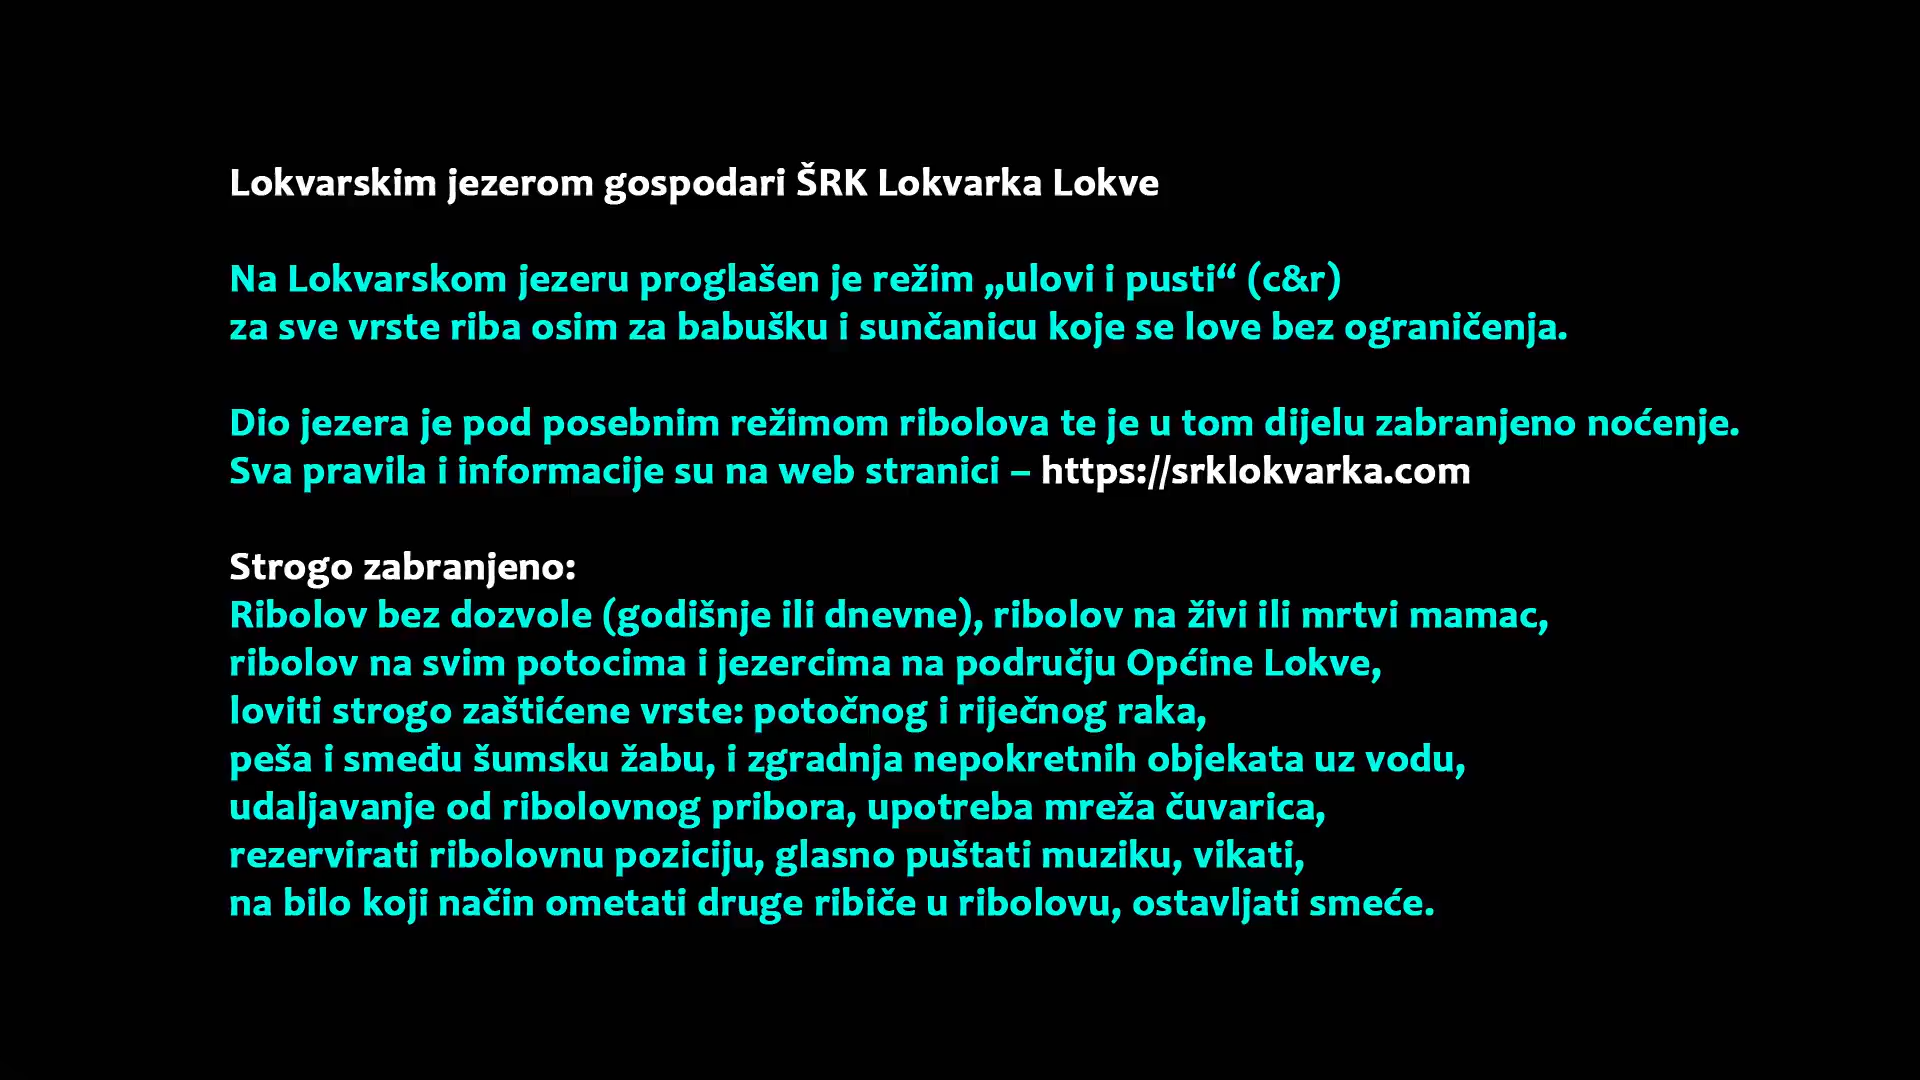 Lokvarskim jezerom gospodari ŠRK Lokvarka Lokve
Na Lokvarskom jezeru proglašen je režim „ulovi i pusti“ (c&r)
za sve vrste riba osim za babušku i sunčanicu koje se love bez ograničenja.
Dio jezera je pod posebnim režimom ribolova te je u tom dijelu zabranjeno noćenje.
Sva pravila i informacije su na web stranici – https://srklokvarka.com
Strogo zabranjeno:
Ribolov bez dozvole (godišnje ili dnevne), ribolov na živi ili mrtvi mamac,
ribolov na svim potocima i jezercima na području Općine Lokve,
loviti strogo zaštićene vrste: potočnog i riječnog raka,
peša i smeđu šumsku žabu, i zgradnja nepokretnih objekata uz vodu,
udaljavanje od ribolovnog pribora, upotreba mreža čuvarica,
rezervirati ribolovnu poziciju, glasno puštati muziku, vikati,
na bilo koji način ometati druge ribiče u ribolovu, ostavljati smeće.